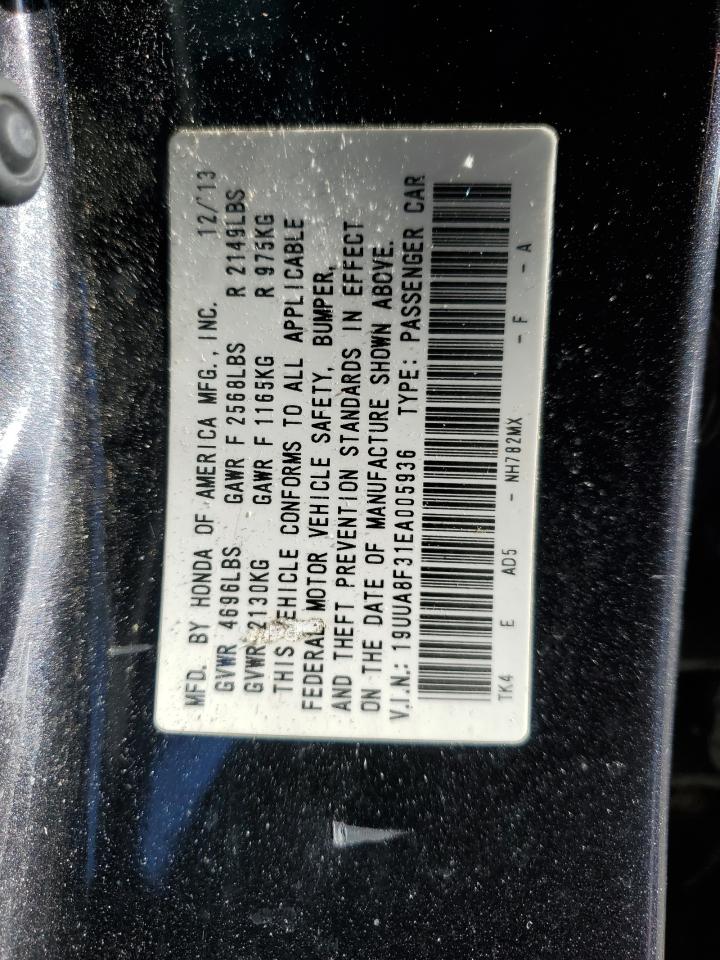 MFD. BY HONDA OF AMERICA MFG., INC. 12/'13
GVWR 4696LBS GAWR F 2568LBS R 2149LBS
GVWR 2130KG GAWR F 1165KG R 975KG
THIS VEHICLE CONFORMS TO ALL APPLICABLE
FEDERAL MOTOR VEHICLE SAFETY, BUMPER,
AND THEFT PREVENTION STANDARDS IN EFFECT
ON THE DATE OF MANUFACTURE SHOWN ABOVE.
V.I.N.: 19UUA8F31EA005936 TYPE: PASSENGER CAR
TK4 E AD5 - NH782MX - F - A